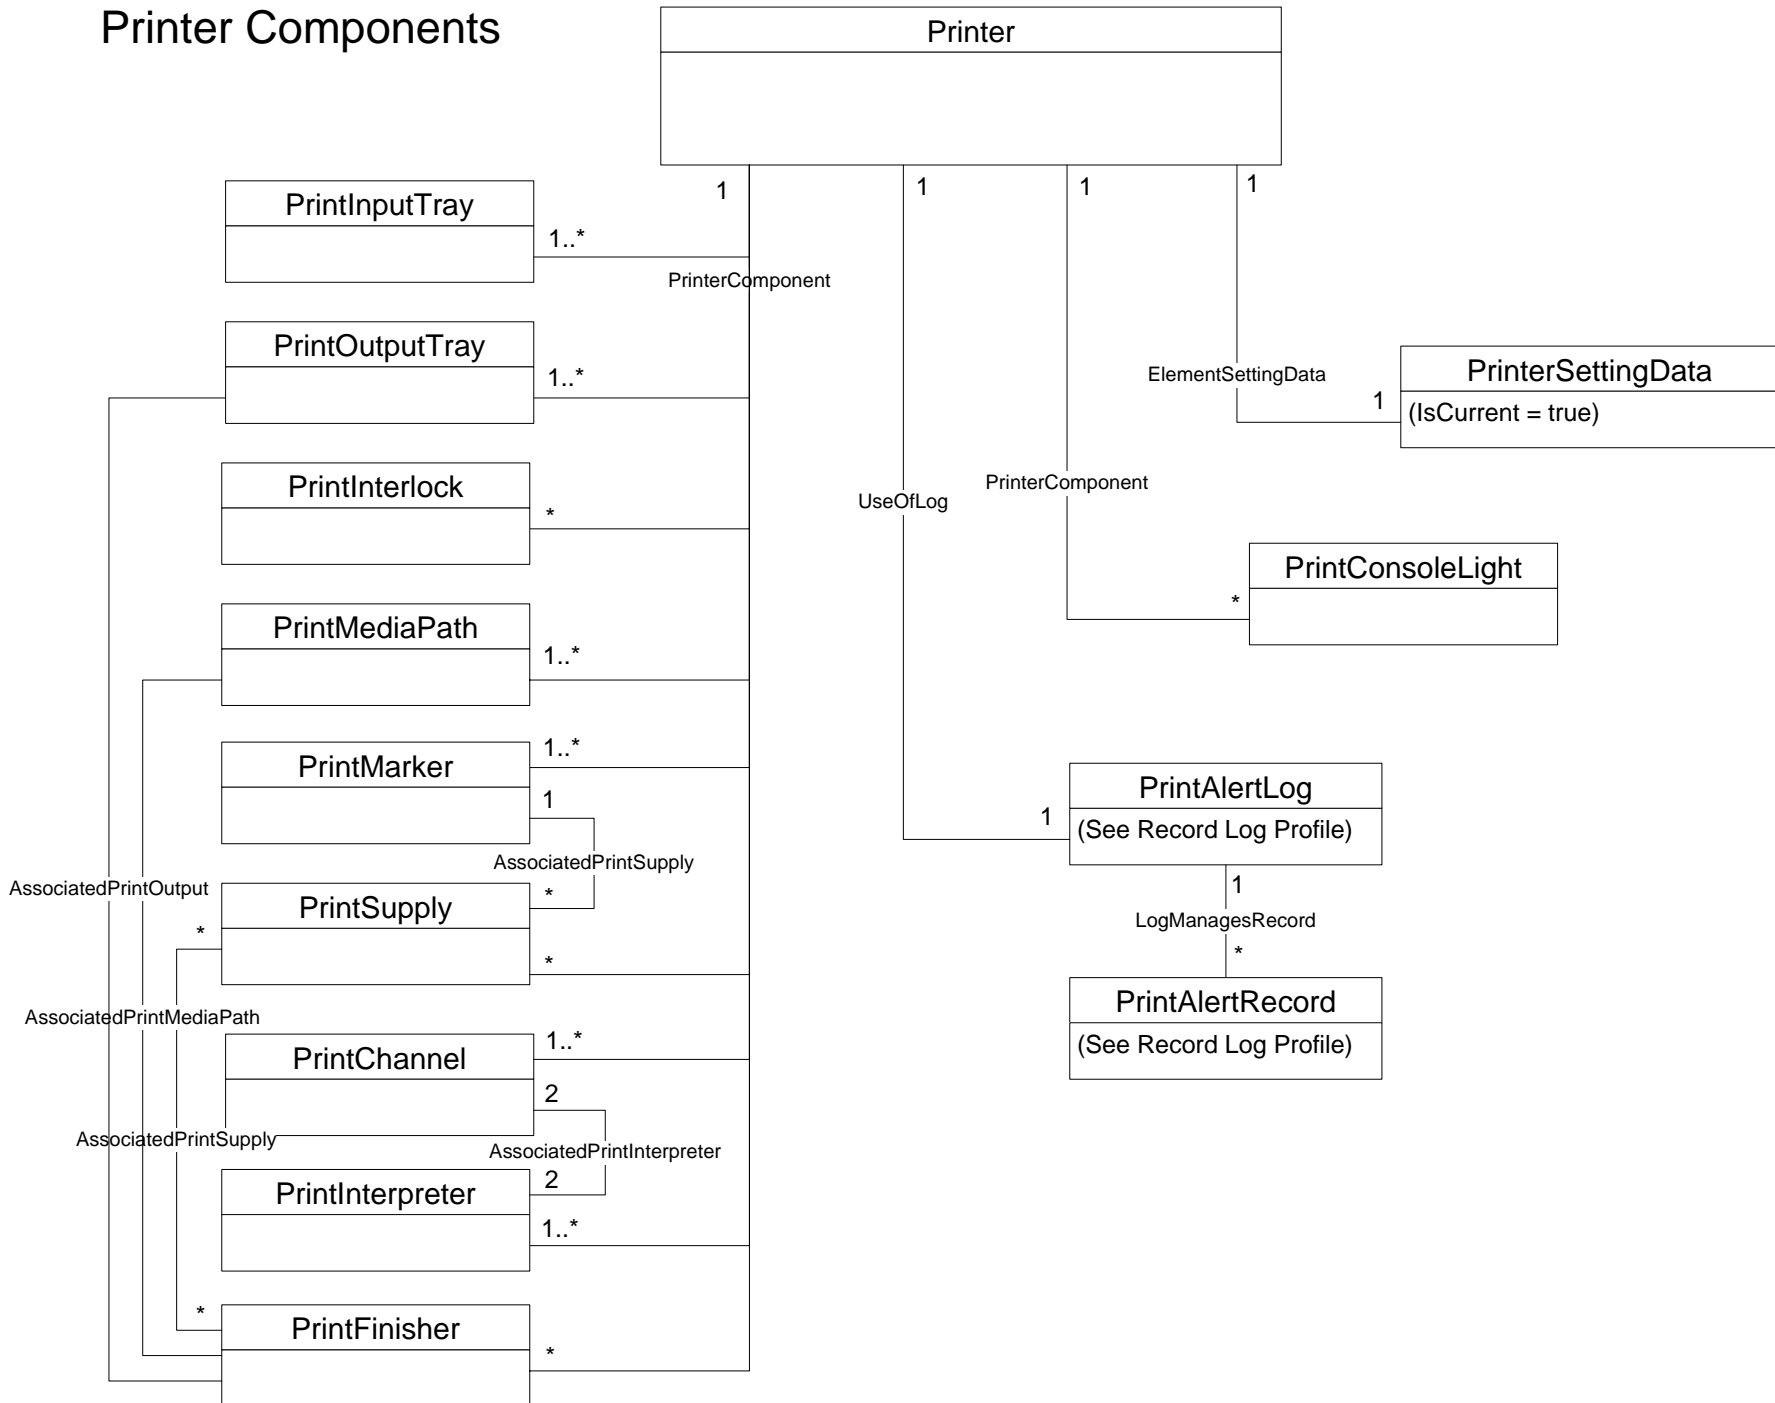 Printer Components
Printer
1
1
1
1
PrintInputTray
1..*
PrinterComponent
PrintOutputTray
1..*
ElementSettingData
1
PrinterSettingData
(IsCurrent = true)
PrintInterlock
*
UseOfLog
PrinterComponent
PrintConsoleLight
*
PrintMediaPath
1..*
PrintMarker
1..*
1
AssociatedPrintSupply
PrintAlertLog
(See Record Log Profile)
1
1
LogManagesRecord
*
PrintAlertRecord
(See Record Log Profile)
AssociatedPrintOutput
PrintSupply
*
*
*
AssociatedPrintMediaPath
PrintChannel
1..*
2
AssociatedPrintSupply
AssociatedPrintInterpreter
PrintInterpreter
2
1..*
*
PrintFinisher
*